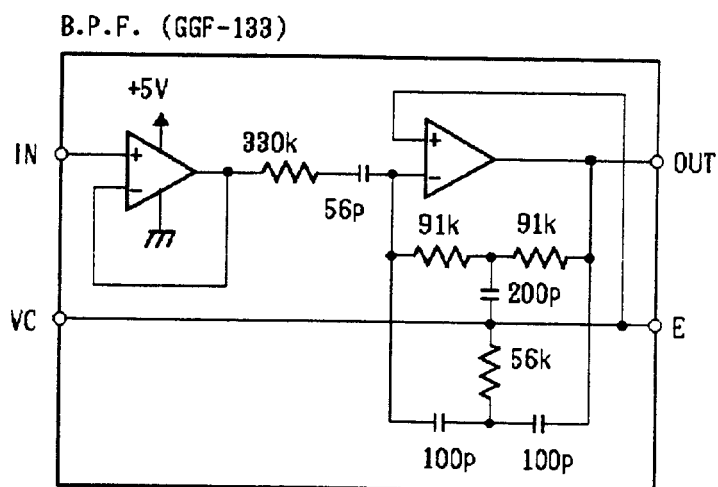 B.P.F. (GGF-133)
+5V
330k
IN
+
−
56p
+
−
OUT
91k
91k
200p
VC
E
56k
100p
100p